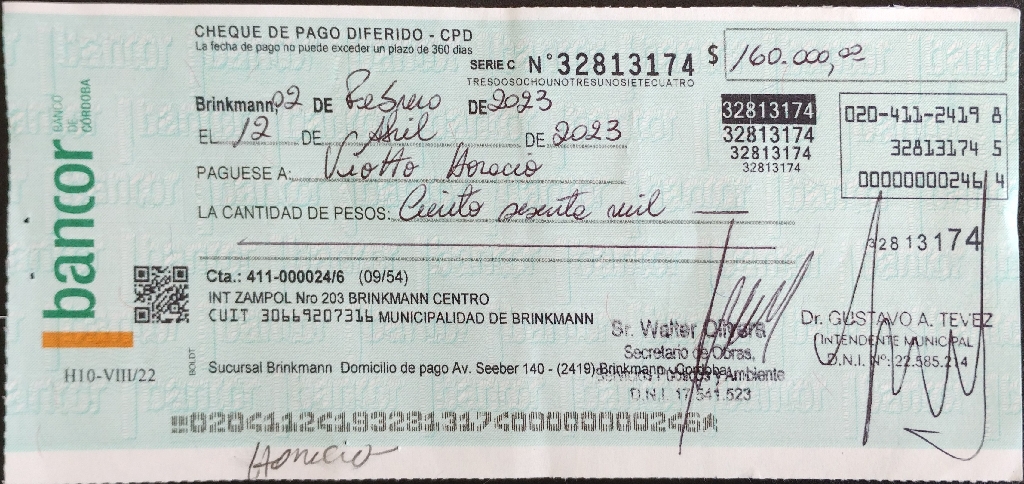 CHEQUE DE PAGO DIFERIDO - CPD
La fecha de pago no puede exceder un plazo de 360 dias
SERIE C N° 32813174 $ 160.000,00
TRESDOSOCHOUNOTRESUNOSIETECUATRO
Brinkmann, 02 DE Febrero DE 2023
EL 12 DE Abril DE 2023
PAGUESE A: Viotto Horacio
LA CANTIDAD DE PESOS: Ciento sesenta mil
32813174
32813174
32813174
32813174
020-411-2419 8
32813174 5
00000000246 4
32813174
bancor BANCO DE CÓRDOBA
Cta.: 411-000024/6 (09/54)
INT ZAMPOL Nro 203 BRINKMANN CENTRO
CUIT 30669207316 MUNICIPALIDAD DE BRINKMANN
Sucursal Brinkmann Domicilio de pago Av. Seeber 140 - (2419) Brinkmann - Cordoba
Sr. Walter Olivera
Secretario de Obras,
Servicios Públicos y Ambiente
D.N.I. 17.541.523
Dr. GUSTAVO A. TEVEZ
INTENDENTE MUNICIPAL
D.N.I. Nº: 22.585.214
BOLDT
H10-VIII/22
Horacio